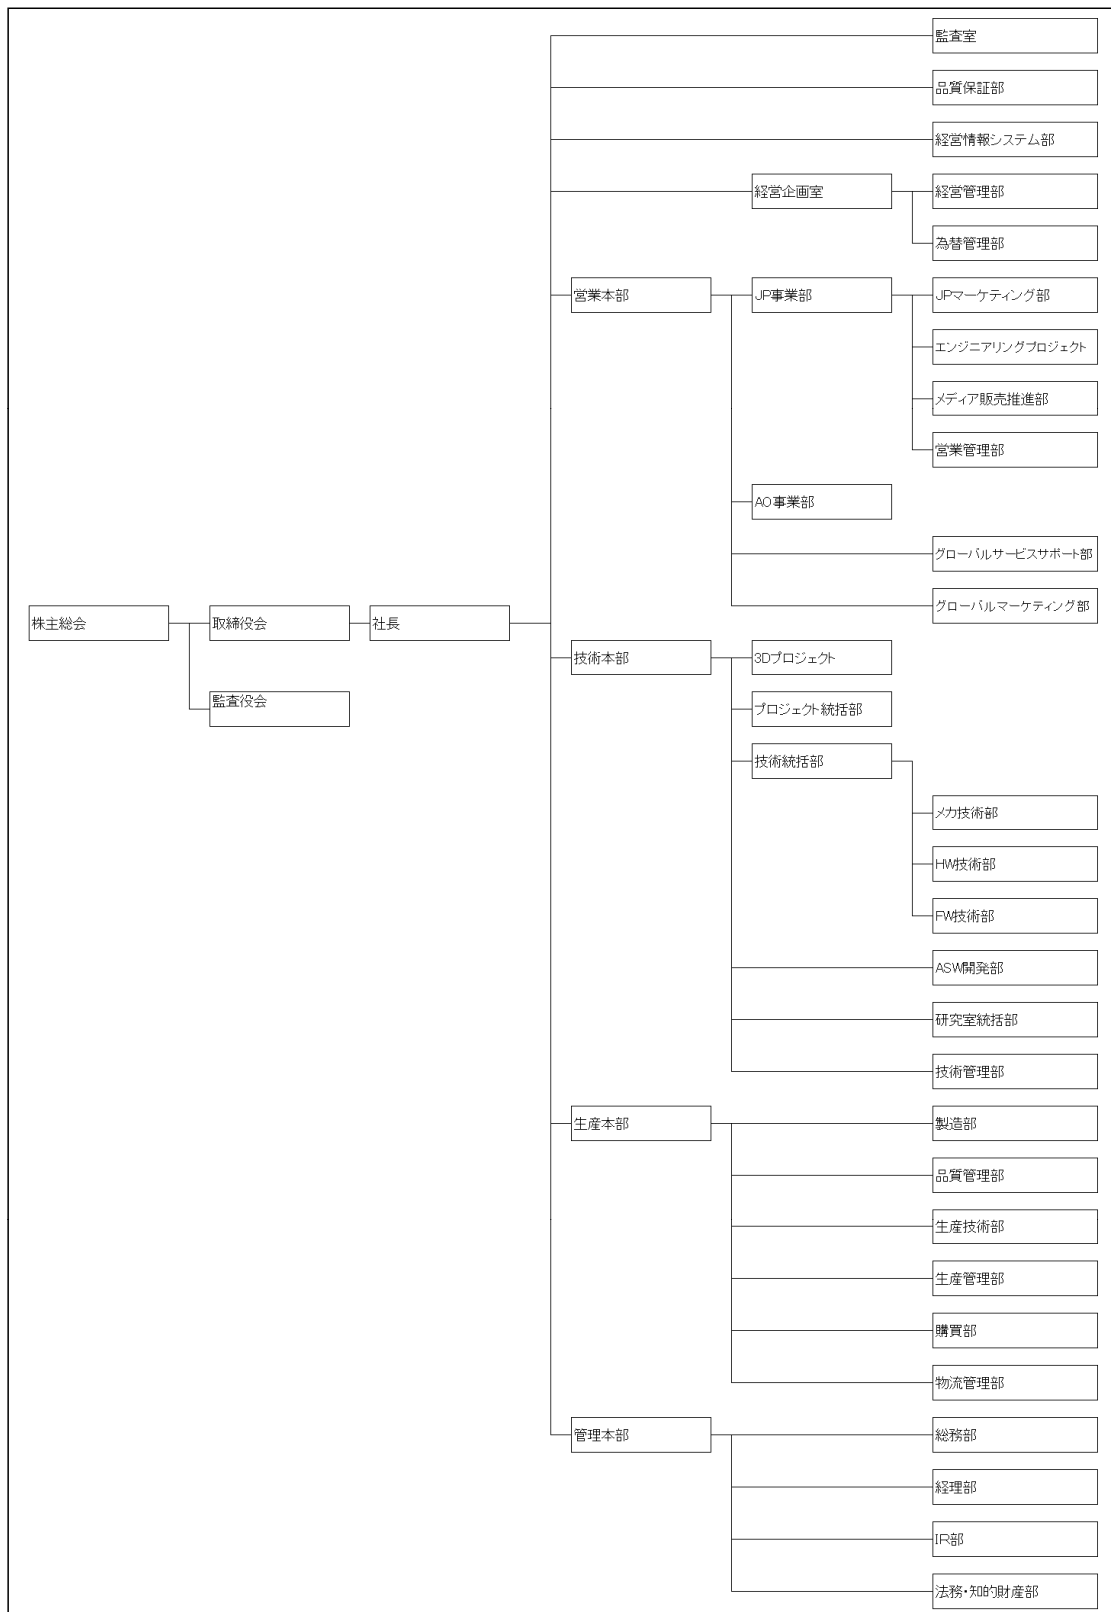 監査室
品質保証部
経営情報システム部
経営企画室
経営管理部
為替管理部
営業本部
JP事業部
JPマーケティング部
エンジニアリングプロジェクト
メディア販売推進部
営業管理部
AO事業部
グローバルサービスサポート部
グローバルマーケティング部
株主総会
取締役会
社長
監査役会
技術本部
3Dプロジェクト
プロジェクト統括部
技術統括部
メカ技術部
HW技術部
FW技術部
ASW開発部
研究室統括部
技術管理部
生産本部
製造部
品質管理部
生産技術部
生産管理部
購買部
物流管理部
管理本部
総務部
経理部
IR部
法務・知的財産部